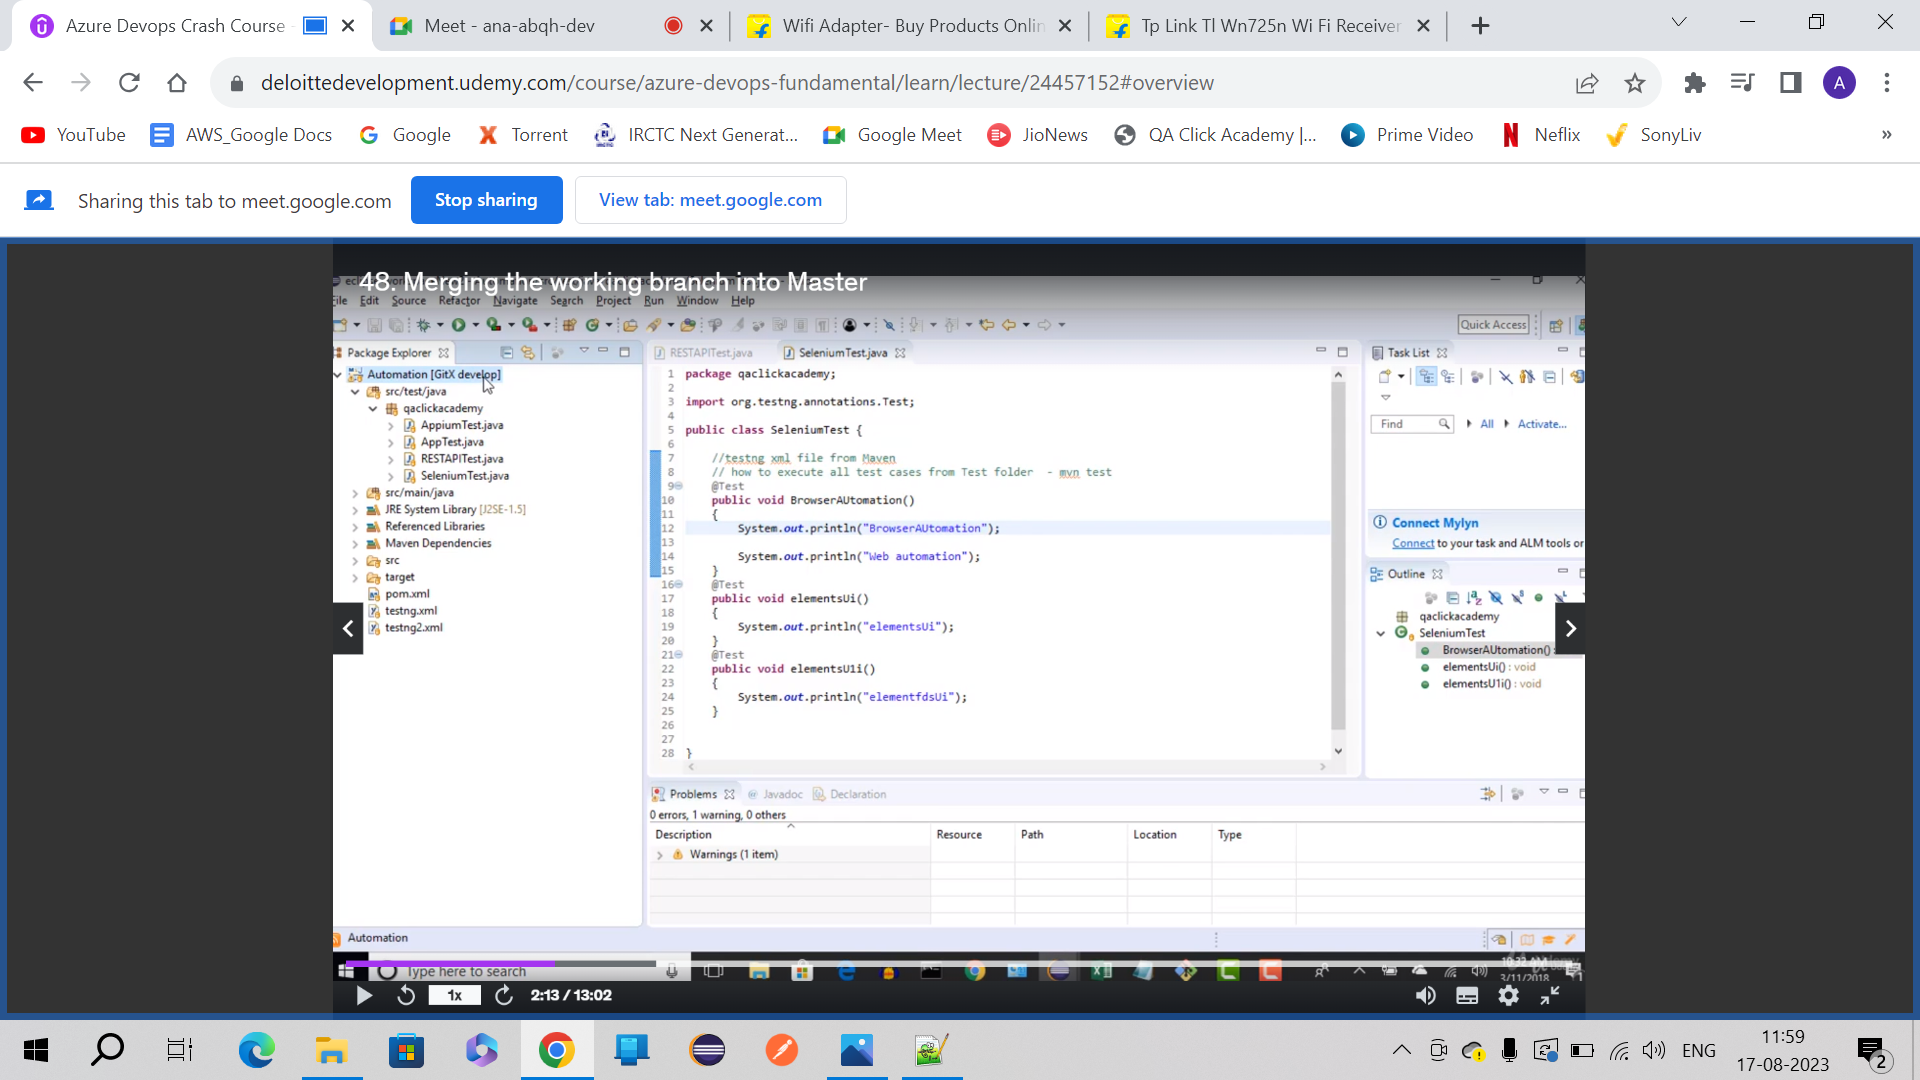 Azure Devops Crash Course
Meet - ana-abqh-dev
Wifi Adapter- Buy Products Onlin
Tp Link Tl Wn725n Wi Fi Receiver
deloittedevelopment.udemy.com/course/azure-devops-fundamental/learn/lecture/24457152#overview
A
YouTube
AWS_Google Docs
Google
Torrent
IRCTC Next Generat...
Google Meet
JioNews
QA Click Academy |...
Prime Video
Neflix
SonyLiv
»
Sharing this tab to meet.google.com
Stop sharing
View tab: meet.google.com
48. Merging the working branch into Master
ile Edit Source Refactor Navigate Search Project Run Window Help
Quick Access
Package Explorer
Automation [GitX develop]
src/test/java
qaclickacademy
AppiumTest.java
AppTest.java
RESTAPITest.java
SeleniumTest.java
src/main/java
JRE System Library [J2SE-1.5]
Referenced Libraries
Maven Dependencies
src
target
pom.xml
testng.xml
testng2.xml
RESTAPITest.java
SeleniumTest.java
1 package qaclickacademy;
2
3 import org.testng.annotations.Test;
4
5 public class SeleniumTest {
6
7 //testng xml file from Maven
8 // how to execute all test cases from Test folder - mvn test
9 @Test
10 public void BrowserAUtomation()
11 {
12 System.out.println("BrowserAUtomation");
13
14 System.out.println("Web automation");
15 }
16 @Test
17 public void elementsUi()
18 {
19 System.out.println("elementsUi");
20 }
21 @Test
22 public void elementsU1i()
23 {
24 System.out.println("elementfdsUi");
25 }
26
27
28 }
Task List
Find
All
Activate...
Connect Mylyn
Connect to your task and ALM tools or
Outline
qaclickacademy
SeleniumTest
BrowserAUtomation() :
elementsUi() : void
elementsU1i() : void
Problems
Javadoc
Declaration
0 errors, 1 warning, 0 others
Description Resource Path Location Type
Warnings (1 item)
Automation
Type here to search
3/11/2018
1x
2:13 / 13:02
ENG
11:59
17-08-2023
2